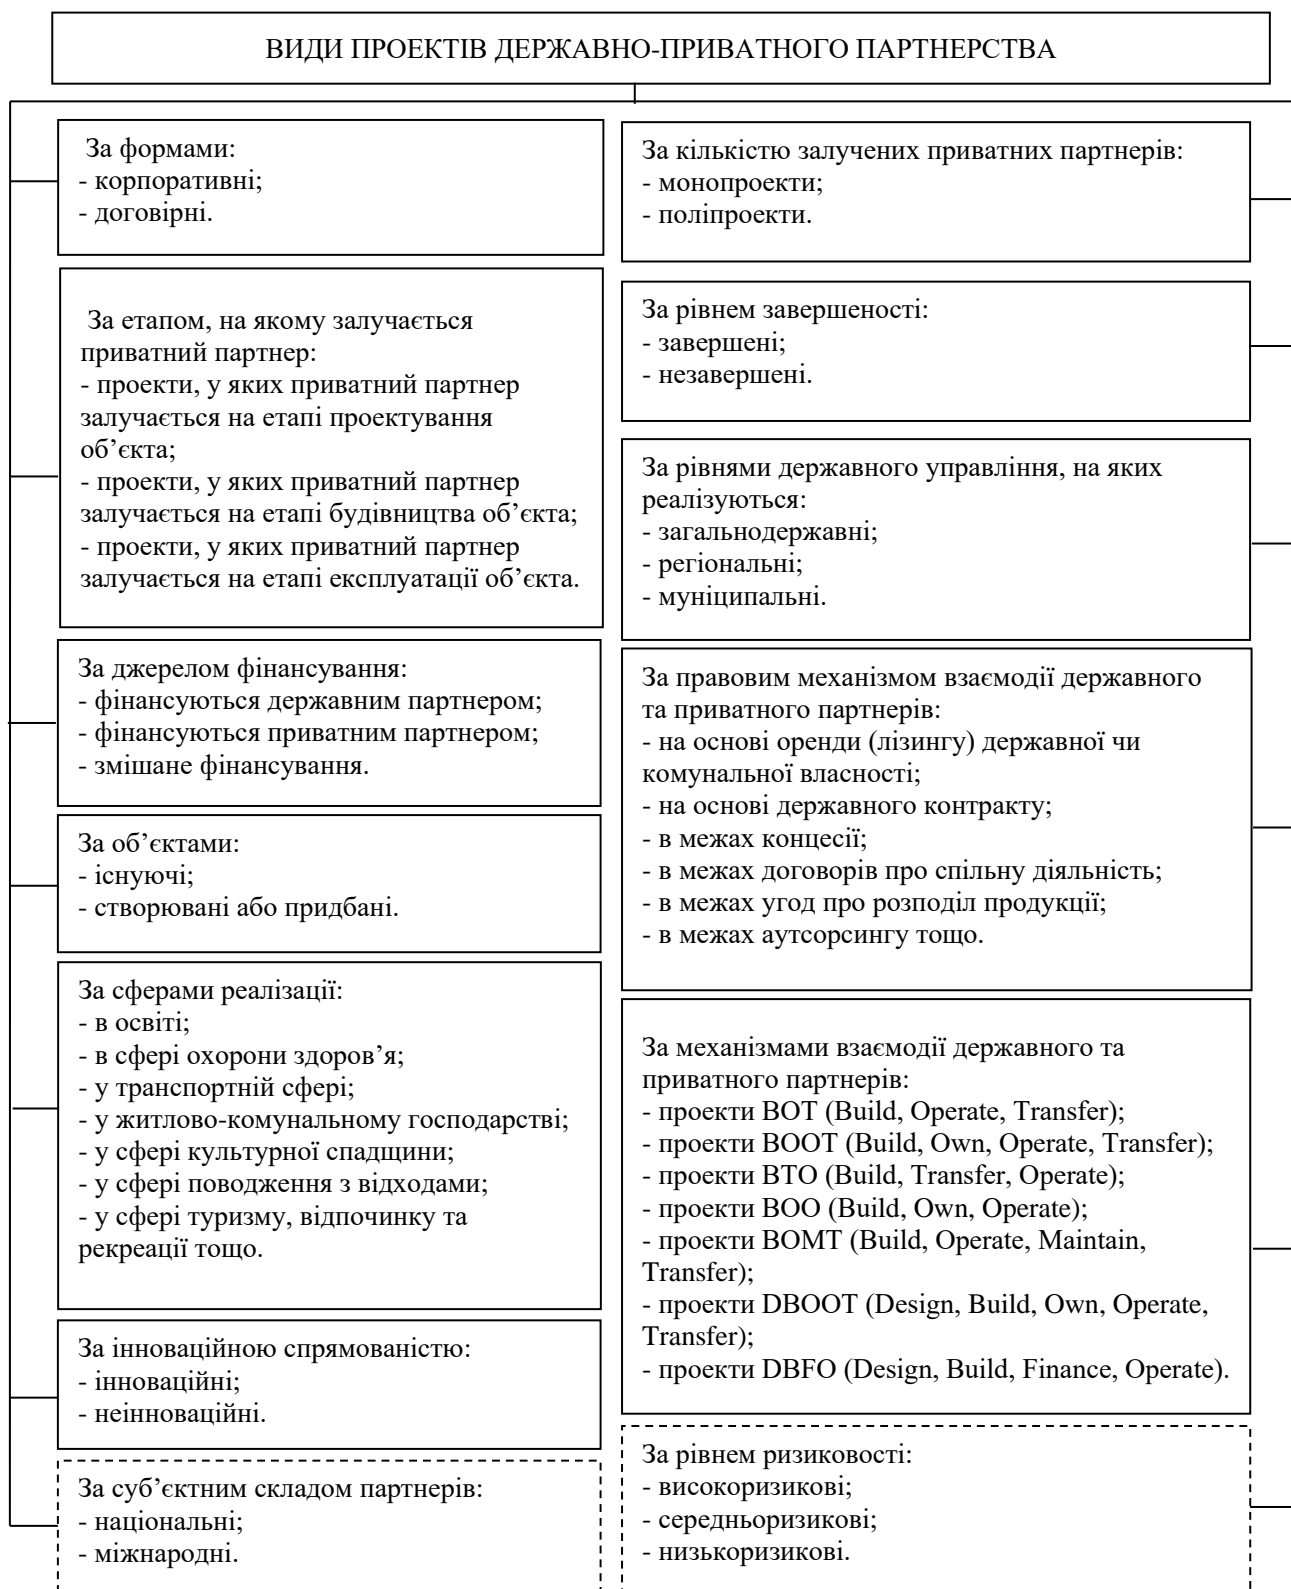 ВИДИ ПРОЕКТІВ ДЕРЖАВНО-ПРИВАТНОГО ПАРТНЕРСТВА
За формами:
- корпоративні;
- договірні.
За етапом, на якому залучається
приватний партнер:
- проекти, у яких приватний партнер
залучається на етапі проектування
об’єкта;
- проекти, у яких приватний партнер
залучається на етапі будівництва об’єкта;
- проекти, у яких приватний партнер
залучається на етапі експлуатації об’єкта.
За джерелом фінансування:
- фінансуються державним партнером;
- фінансуються приватним партнером;
- змішане фінансування.
За об’єктами:
- існуючі;
- створювані або придбані.
За сферами реалізації:
- в освіті;
- в сфері охорони здоров’я;
- у транспортній сфері;
- у житлово-комунальному господарстві;
- у сфері культурної спадщини;
- у сфері поводження з відходами;
- у сфері туризму, відпочинку та
рекреації тощо.
За інноваційною спрямованістю:
- інноваційні;
- неінноваційні.
За суб’єктним складом партнерів:
- національні;
- міжнародні.
За кількістю залучених приватних партнерів:
- монопроекти;
- поліпроекти.
За рівнем завершеності:
- завершені;
- незавершені.
За рівнями державного управління, на яких
реалізуються:
- загальнодержавні;
- регіональні;
- муніципальні.
За правовим механізмом взаємодії державного
та приватного партнерів:
- на основі оренди (лізингу) державної чи
комунальної власності;
- на основі державного контракту;
- в межах концесії;
- в межах договорів про спільну діяльність;
- в межах угод про розподіл продукції;
- в межах аутсорсингу тощо.
За механізмами взаємодії державного та
приватного партнерів:
- проекти BOT (Build, Operate, Transfer);
- проекти BOOT (Build, Own, Operate, Transfer);
- проекти BTO (Build, Transfer, Operate);
- проекти BOO (Build, Own, Operate);
- проекти BOMT (Build, Operate, Maintain,
Transfer);
- проекти DBOOT (Design, Build, Own, Operate,
Transfer);
- проекти DBFO (Design, Build, Finance, Operate).
За рівнем ризиковості:
- високоризикові;
- середньоризикові;
- низькоризикові.